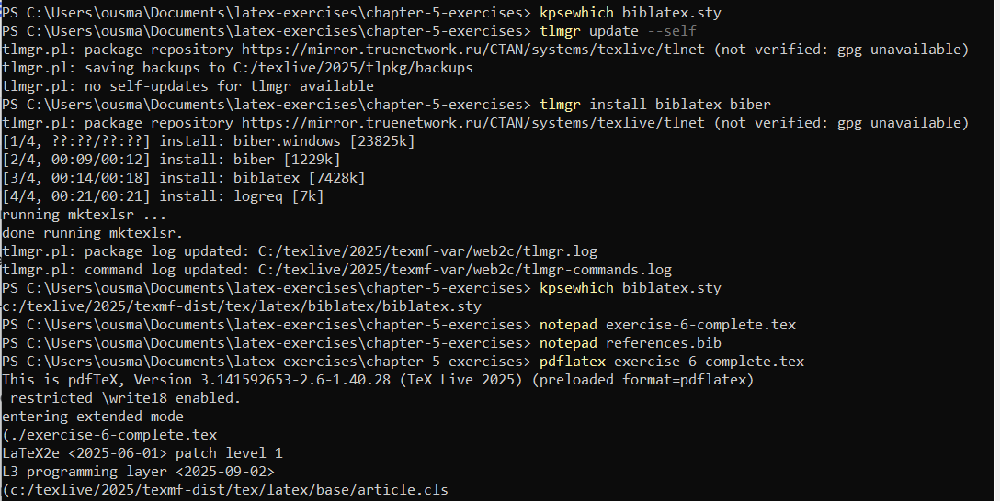 PS C:\Users\ousma\Documents\latex-exercises\chapter-5-exercises> kpsewhich biblatex.sty
PS C:\Users\ousma\Documents\latex-exercises\chapter-5-exercises> tlmgr update --self
tlmgr.pl: package repository https://mirror.truenetwork.ru/CTAN/systems/texlive/tlnet (not verified: gpg unavailable)
tlmgr.pl: saving backups to C:/texlive/2025/tlpkg/backups
tlmgr.pl: no self-updates for tlmgr available
PS C:\Users\ousma\Documents\latex-exercises\chapter-5-exercises> tlmgr install biblatex biber
tlmgr.pl: package repository https://mirror.truenetwork.ru/CTAN/systems/texlive/tlnet (not verified: gpg unavailable)
[1/4, ??:??/??:??] install: biber.windows [23825k]
[2/4, 00:09/00:12] install: biber [1229k]
[3/4, 00:14/00:18] install: biblatex [7428k]
[4/4, 00:21/00:21] install: logreq [7k]
running mktexlsr ...
done running mktexlsr.
tlmgr.pl: package log updated: C:/texlive/2025/texmf-var/web2c/tlmgr.log
tlmgr.pl: command log updated: C:/texlive/2025/texmf-var/web2c/tlmgr-commands.log
PS C:\Users\ousma\Documents\latex-exercises\chapter-5-exercises> kpsewhich biblatex.sty
c:/texlive/2025/texmf-dist/tex/latex/biblatex/biblatex.sty
PS C:\Users\ousma\Documents\latex-exercises\chapter-5-exercises> notepad exercise-6-complete.tex
PS C:\Users\ousma\Documents\latex-exercises\chapter-5-exercises> notepad references.bib
PS C:\Users\ousma\Documents\latex-exercises\chapter-5-exercises> pdflatex exercise-6-complete.tex
This is pdfTeX, Version 3.141592653-2.6-1.40.28 (TeX Live 2025) (preloaded format=pdflatex)
 restricted \write18 enabled.
entering extended mode
(./exercise-6-complete.tex
LaTeX2e <2025-06-01> patch level 1
L3 programming layer <2025-09-02>
(c:/texlive/2025/texmf-dist/tex/latex/base/article.cls